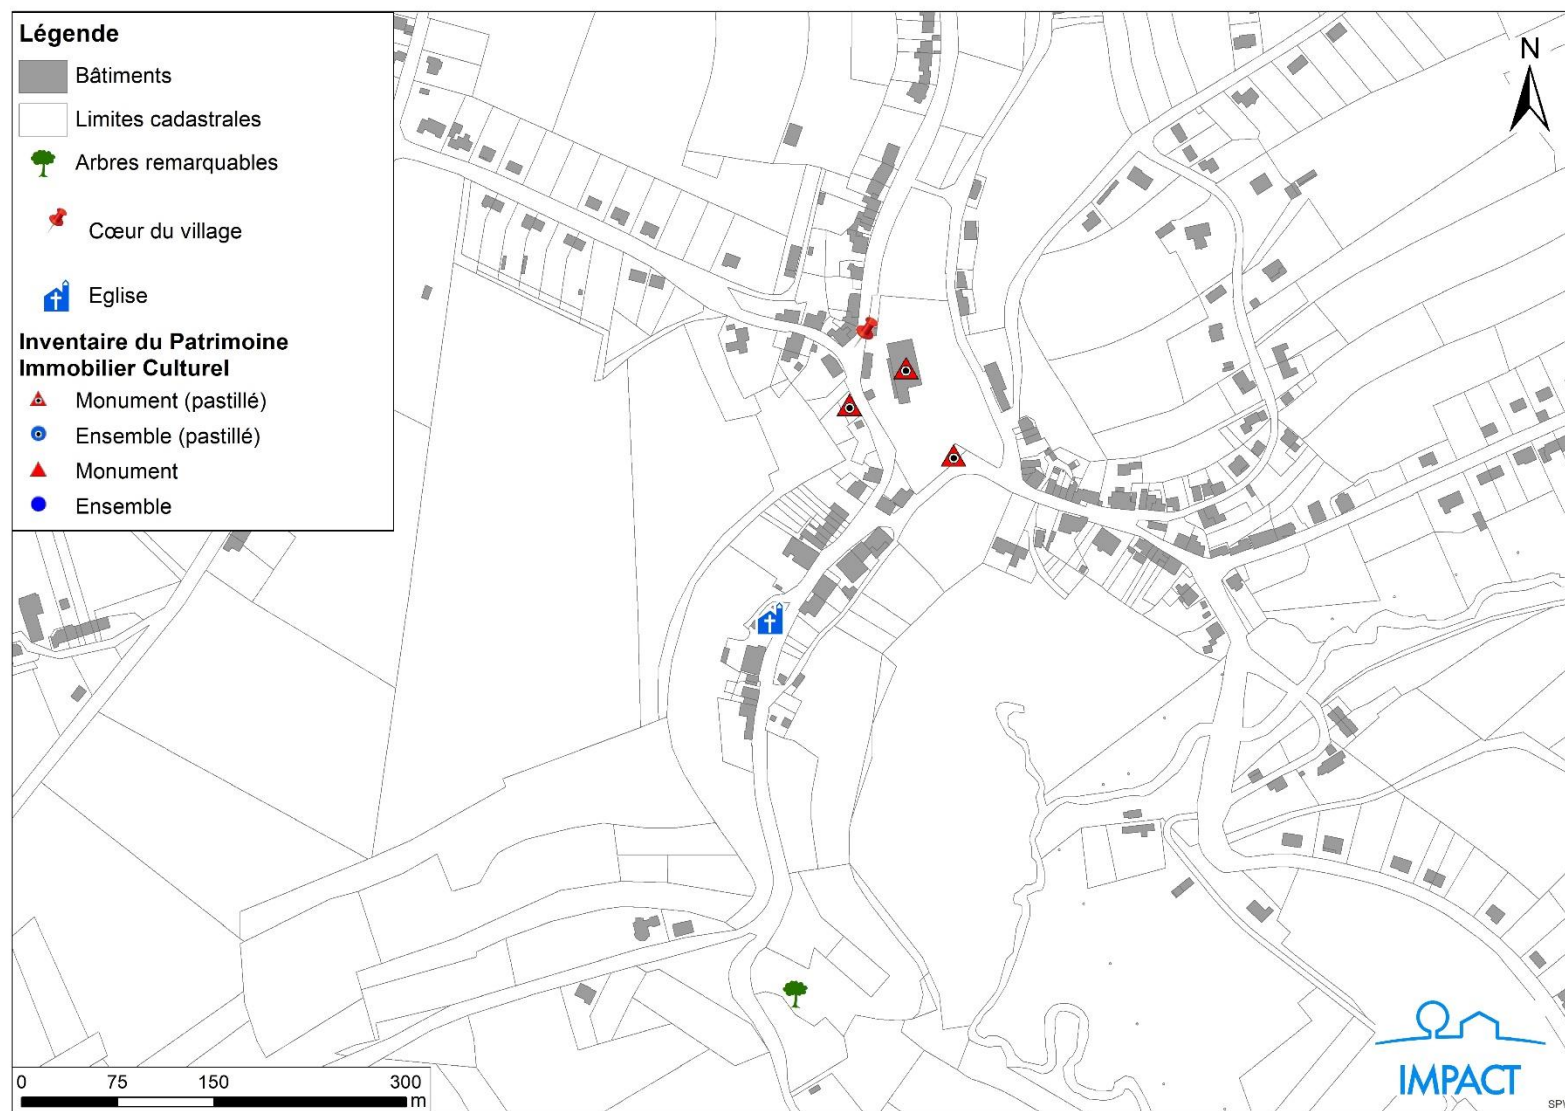 Légende
Bâtiments
Limites cadastrales
Arbres remarquables
Cœur du village
Eglise
Inventaire du Patrimoine
Immobilier Culturel
Monument (pastillé)
Ensemble (pastillé)
Monument
Ensemble
N
0 75 150 300
m
IMPACT